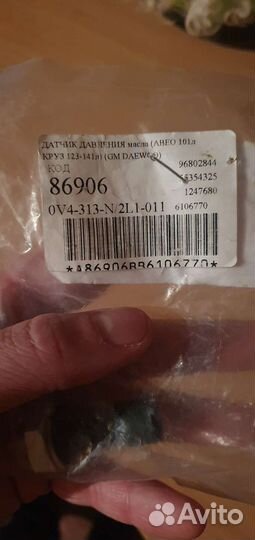 ДАТЧИК ДАВЛЕНИЯ масла (АВЕО 101л
КРУЗ 123-141л) (GM DAEWOO)
96802844
КОД
55354325
86906
1247680
0V4-313-N/2L1-011
6106770
*A86906BB6106770*
Avito